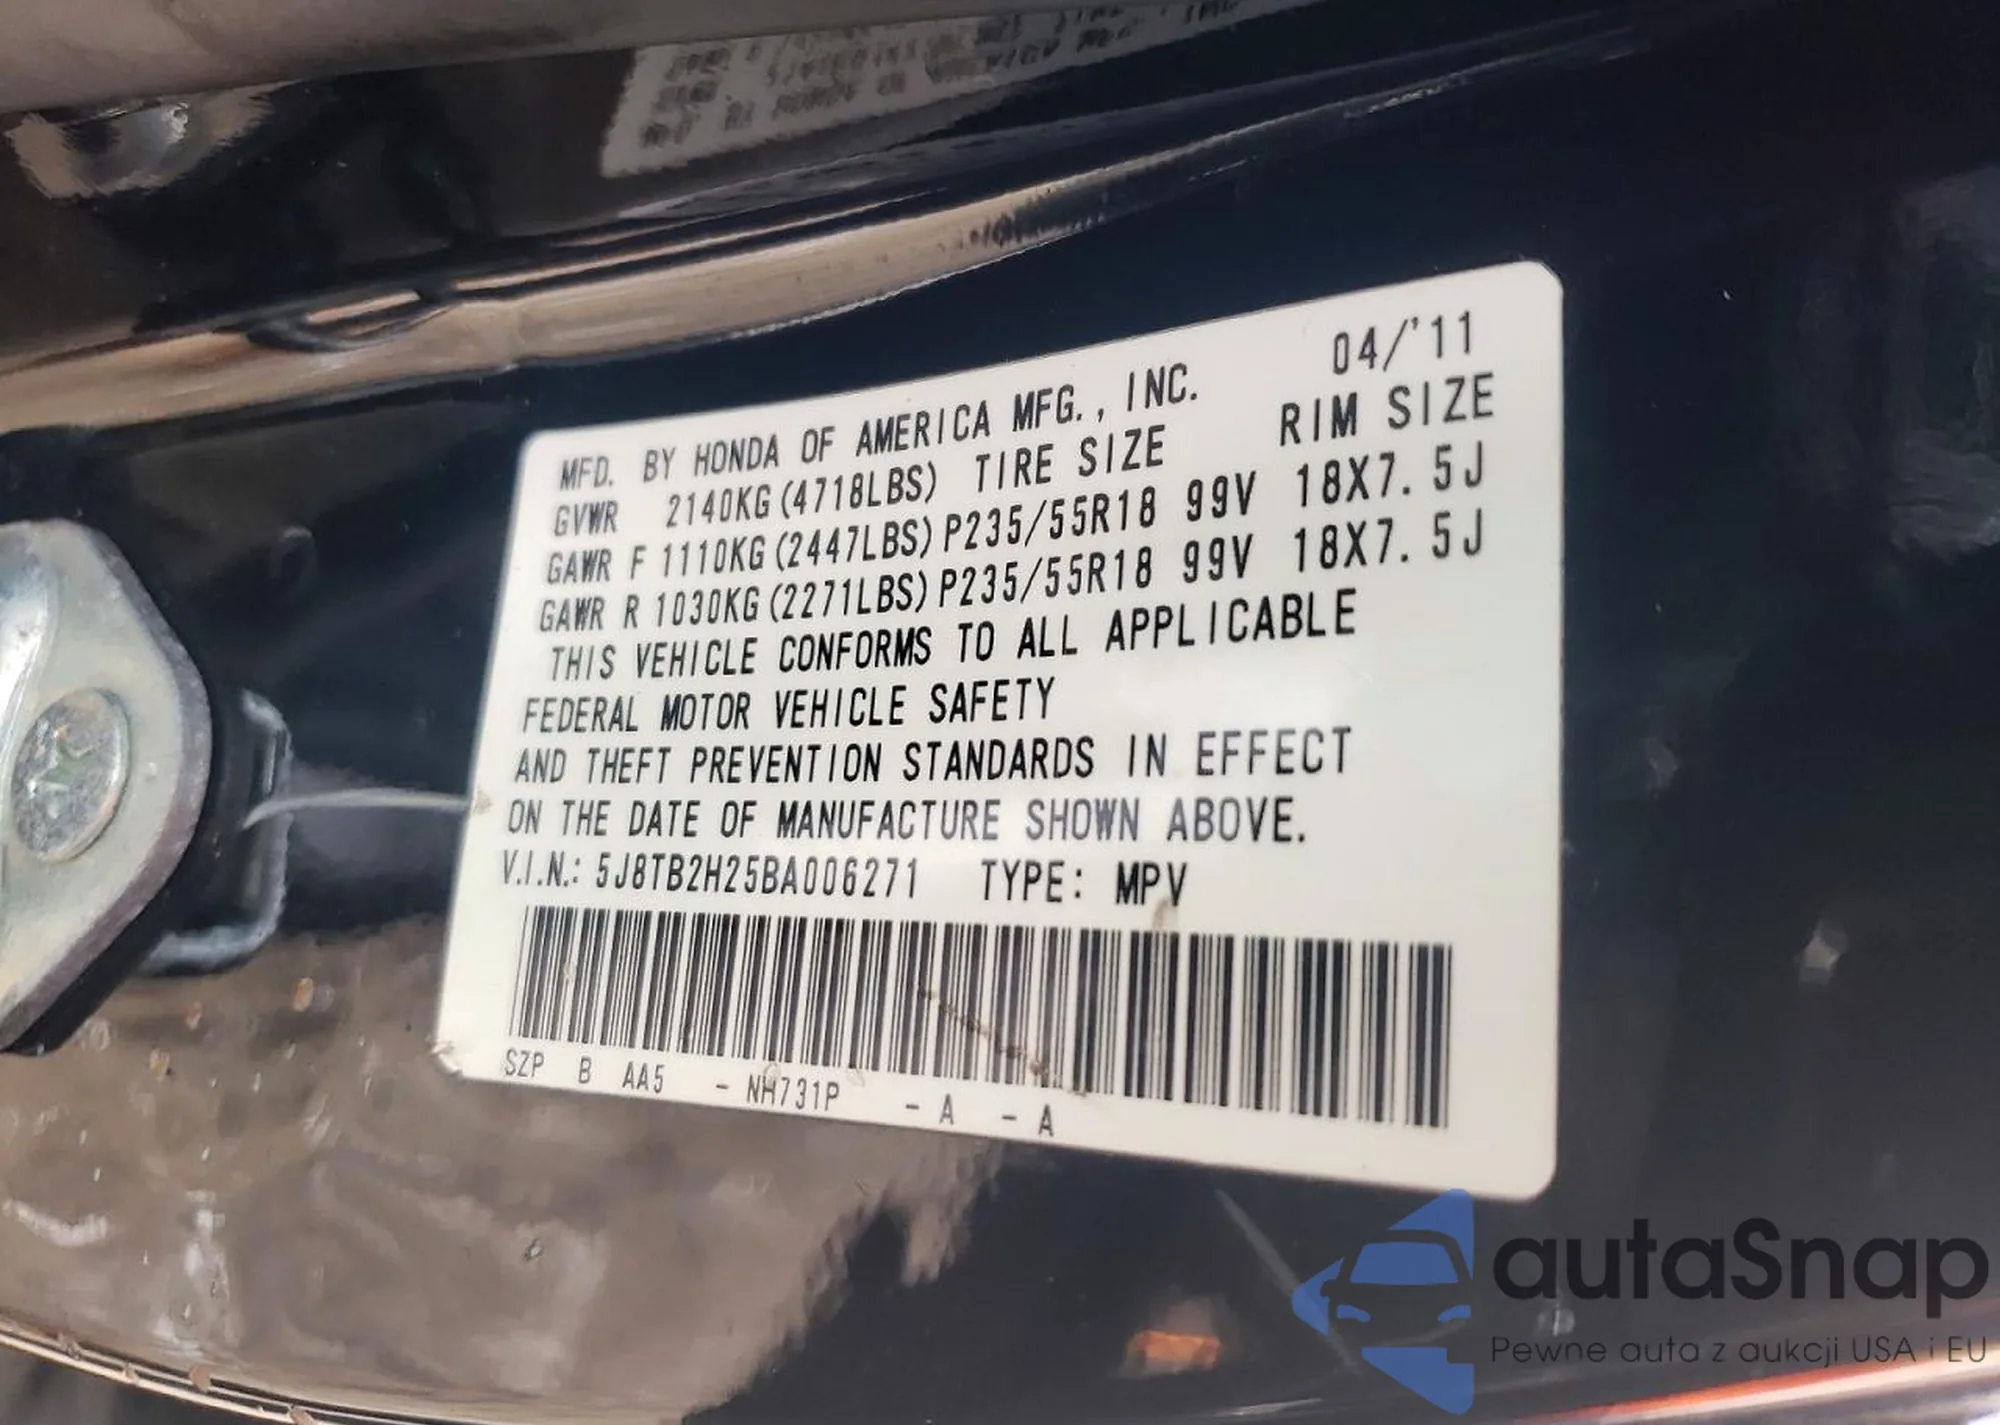 MFD. BY HONDA OF AMERICA MFG., INC. 04/'11
GVWR 2140KG(4718LBS) TIRE SIZE RIM SIZE
GAWR F 1110KG(2447LBS) P235/55R18 99V 18X7.5J
GAWR R 1030KG(2271LBS) P235/55R18 99V 18X7.5J
THIS VEHICLE CONFORMS TO ALL APPLICABLE
FEDERAL MOTOR VEHICLE SAFETY
AND THEFT PREVENTION STANDARDS IN EFFECT
ON THE DATE OF MANUFACTURE SHOWN ABOVE.
V.I.N.: 5J8TB2H25BA006271 TYPE: MPV
SZP B AA5 - NH731P - A - A
autaSnap
Pewne auta z aukcji USA i EU